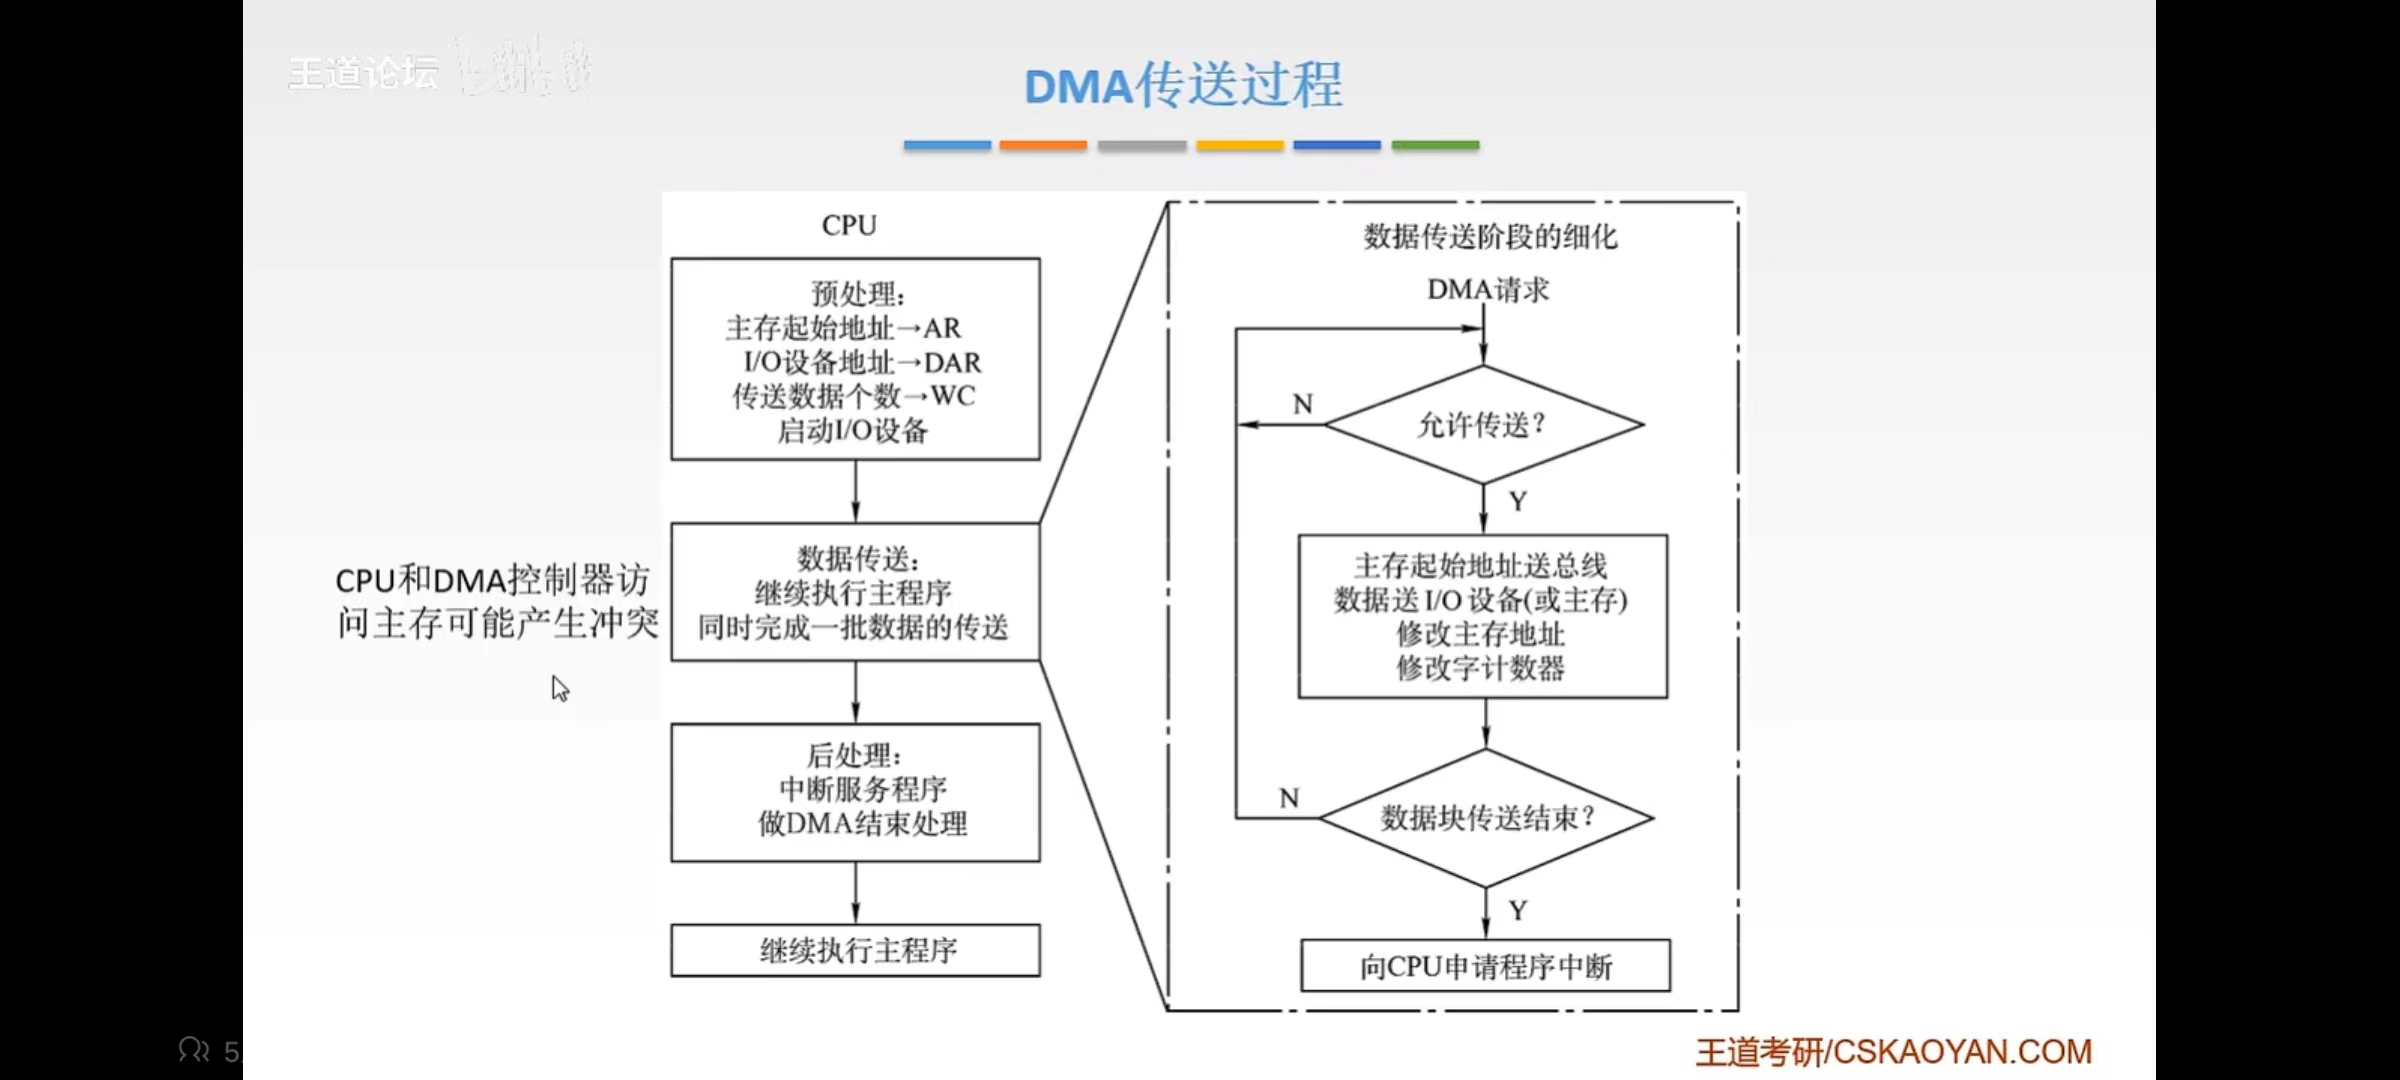 王道论坛
DMA传送过程
CPU
预处理：
主存起始地址→AR
I/O设备地址→DAR
传送数据个数→WC
启动I/O设备
数据传送：
继续执行主程序
同时完成一批数据的传送
后处理：
中断服务程序
做DMA结束处理
继续执行主程序
CPU和DMA控制器访
问主存可能产生冲突
数据传送阶段的细化
DMA请求
允许传送？
N
Y
主存起始地址送总线
数据送 I/O 设备(或主存)
修改主存地址
修改字计数器
数据块传送结束？
N
Y
向CPU申请程序中断
王道考研/CSKAOYAN.COM